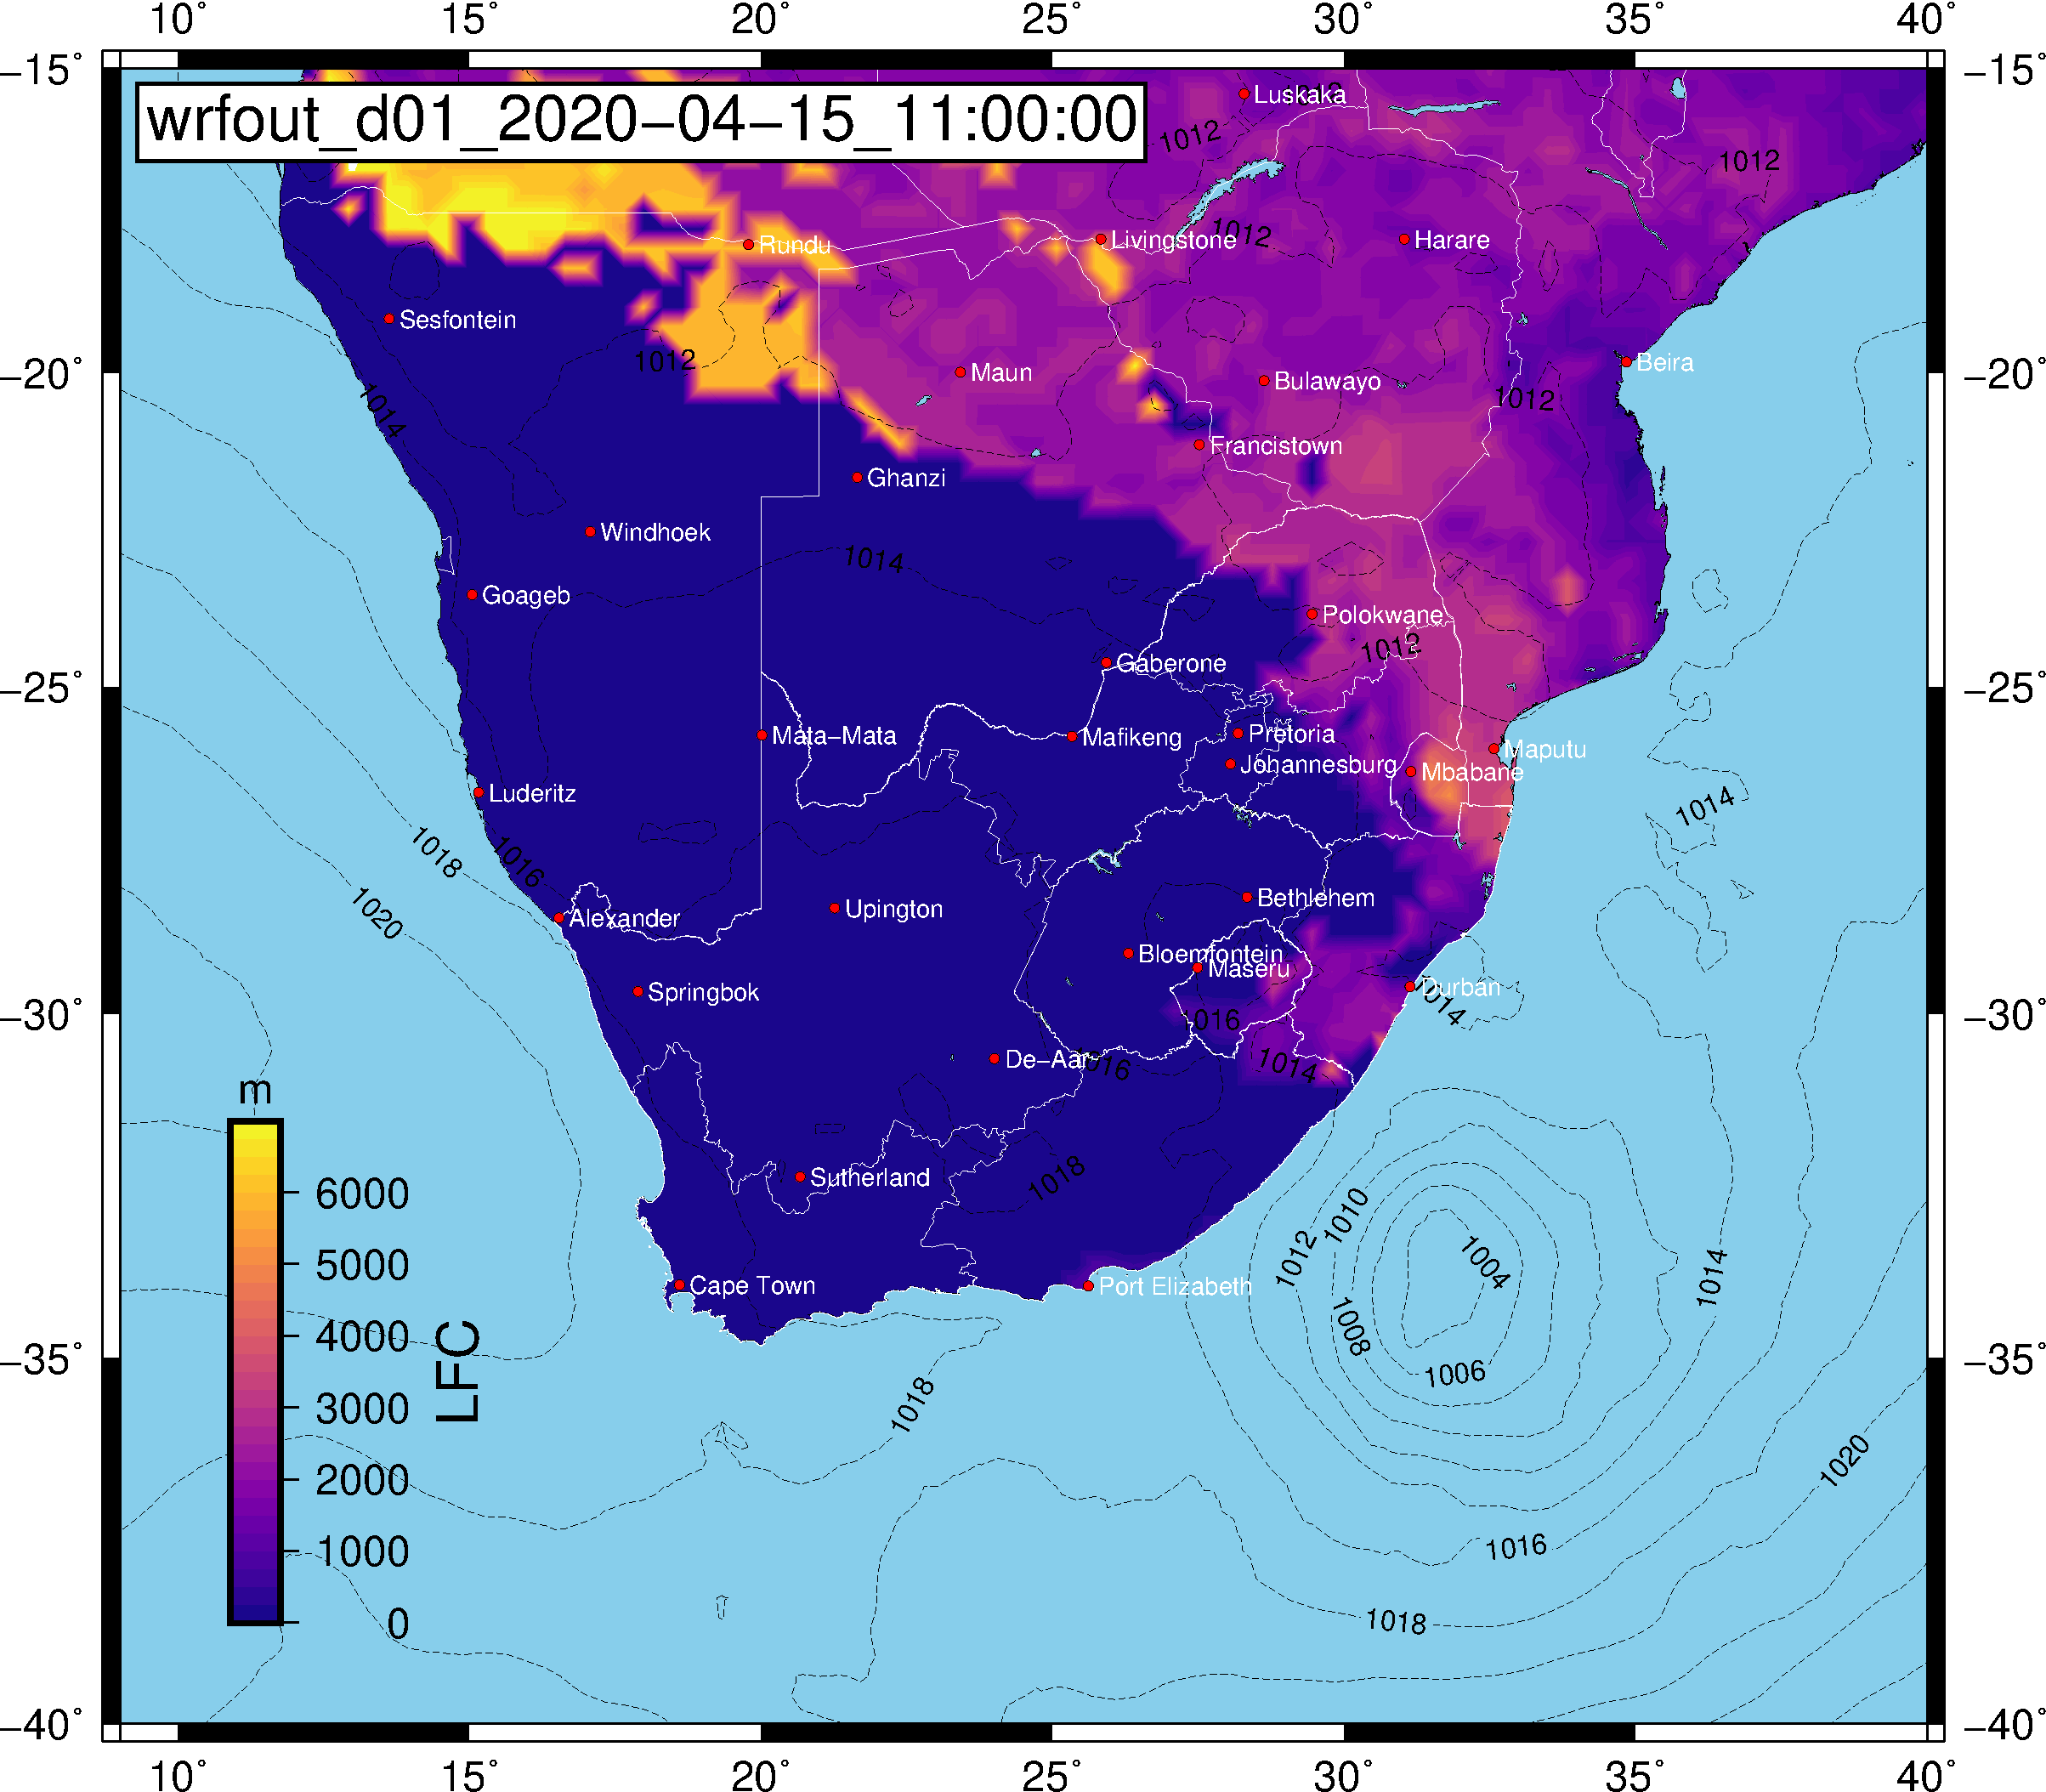 10° 15° 20° 25° 30° 35° 40°
−15° −15°
wrfout_d01_2020−04−15_11:00:00
Luskaka
1012
1012
1012
1012
Rundu
Livingstone
Harare
Sesfontein
1012
Beira
−20° −20°
Maun
Bulawayo
1012
1014
Francistown
Ghanzi
Windhoek
1014
Goageb
Polokwane
1012
Gaberone
−25° −25°
Mata−Mata
Mafikeng
Pretoria
Maputu
Johannesburg
Mbabane
Luderitz
1014
1018
1016
1020
Alexander
Upington
Bethlehem
Bloemfontein
Maseru
Springbok
Durban
1014
−30° −30°
1016
De−Aar
1016
1014
m
Sutherland
1018
6000
1010
1012
1004
1014
5000
Cape Town
Port Elizabeth
4000
1008
LFC
−35° −35°
1006
3000
1018
2000
1020
1000
1016
0
1018
−40° −40°
10° 15° 20° 25° 30° 35° 40°